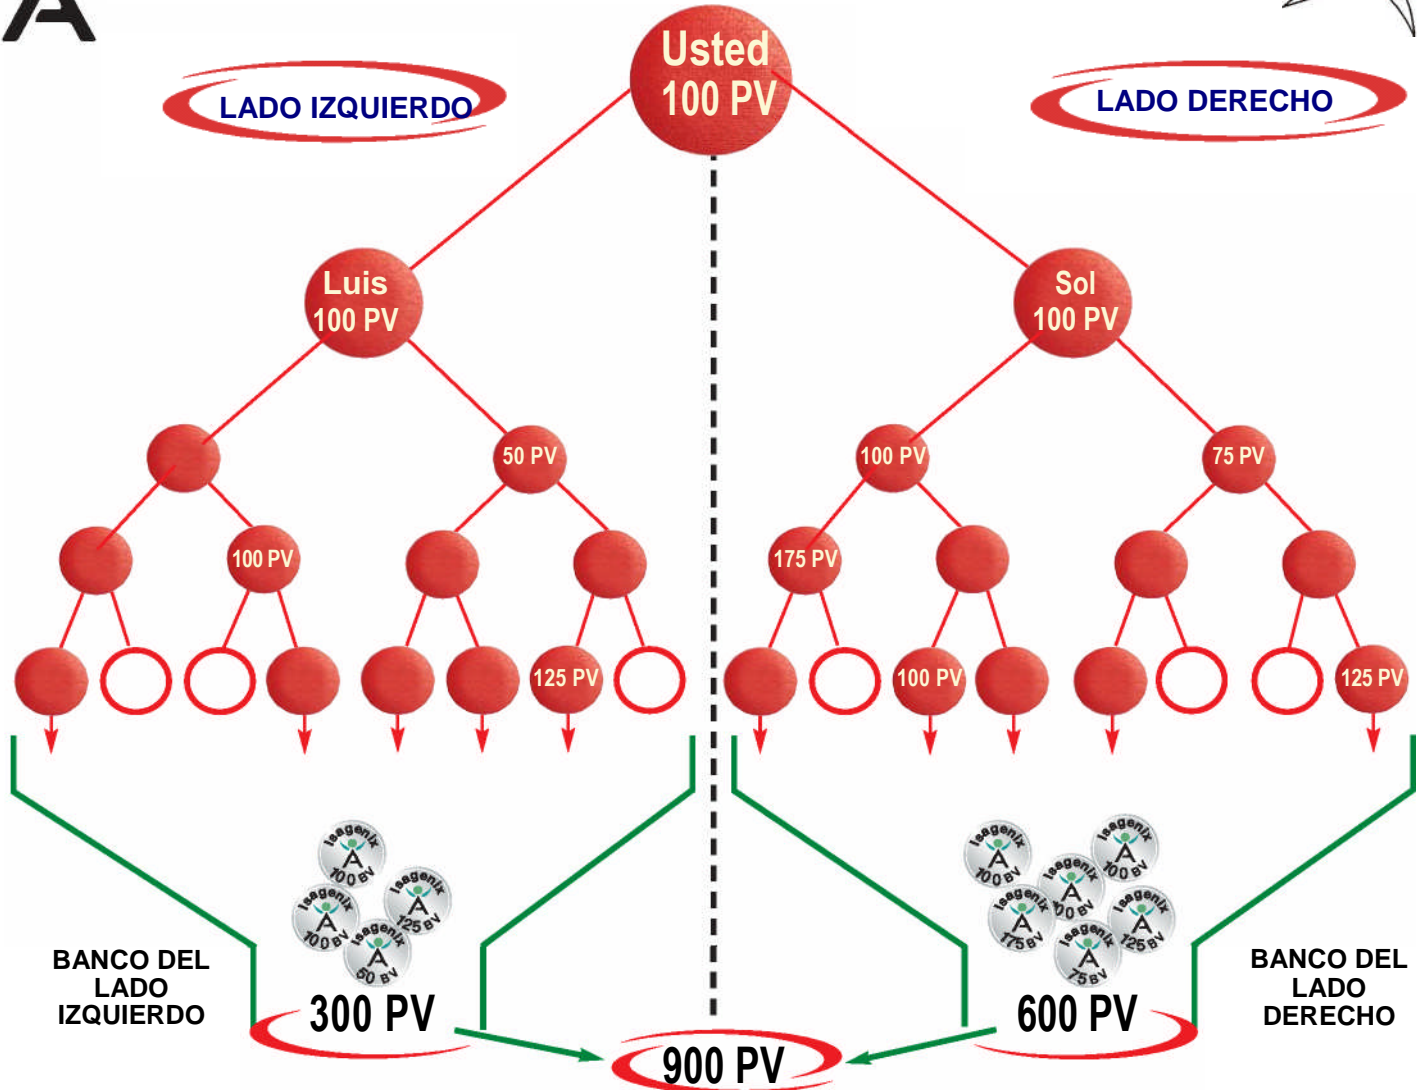 Usted
100 PV
LADO IZQUIERDO
LADO DERECHO
Luis
100 PV
Sol
100 PV
50 PV
100 PV
75 PV
100 PV
175 PV
125 PV
100 PV
125 PV
Isagenix
A
100 BV
Isagenix
A
100 BV
Isagenix
A
125 BV
Isagenix
A
50 BV
Isagenix
A
100 BV
Isagenix
A
100 BV
A
00 BV
Isagenix
A
175 BV
Isagenix
A
125 BV
Isagenix
A
75 BV
BANCO DEL
LADO
IZQUIERDO
300 PV
600 PV
BANCO DEL
LADO
DERECHO
900 PV